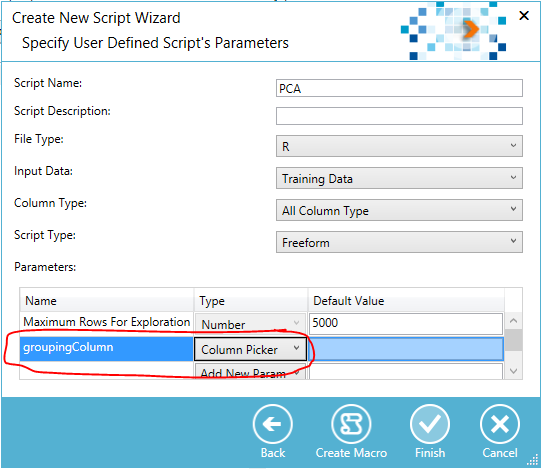 Create New Script Wizard
Specify User Defined Script's Parameters
Script Name:
PCA
Script Description:
File Type:
R
Input Data:
Training Data
Column Type:
All Column Type
Script Type:
Freeform
Parameters:
Name Type Default Value
Maximum Rows For Exploration Number 5000
groupingColumn Column Picker
Add New Param
Back Create Macro Finish Cancel